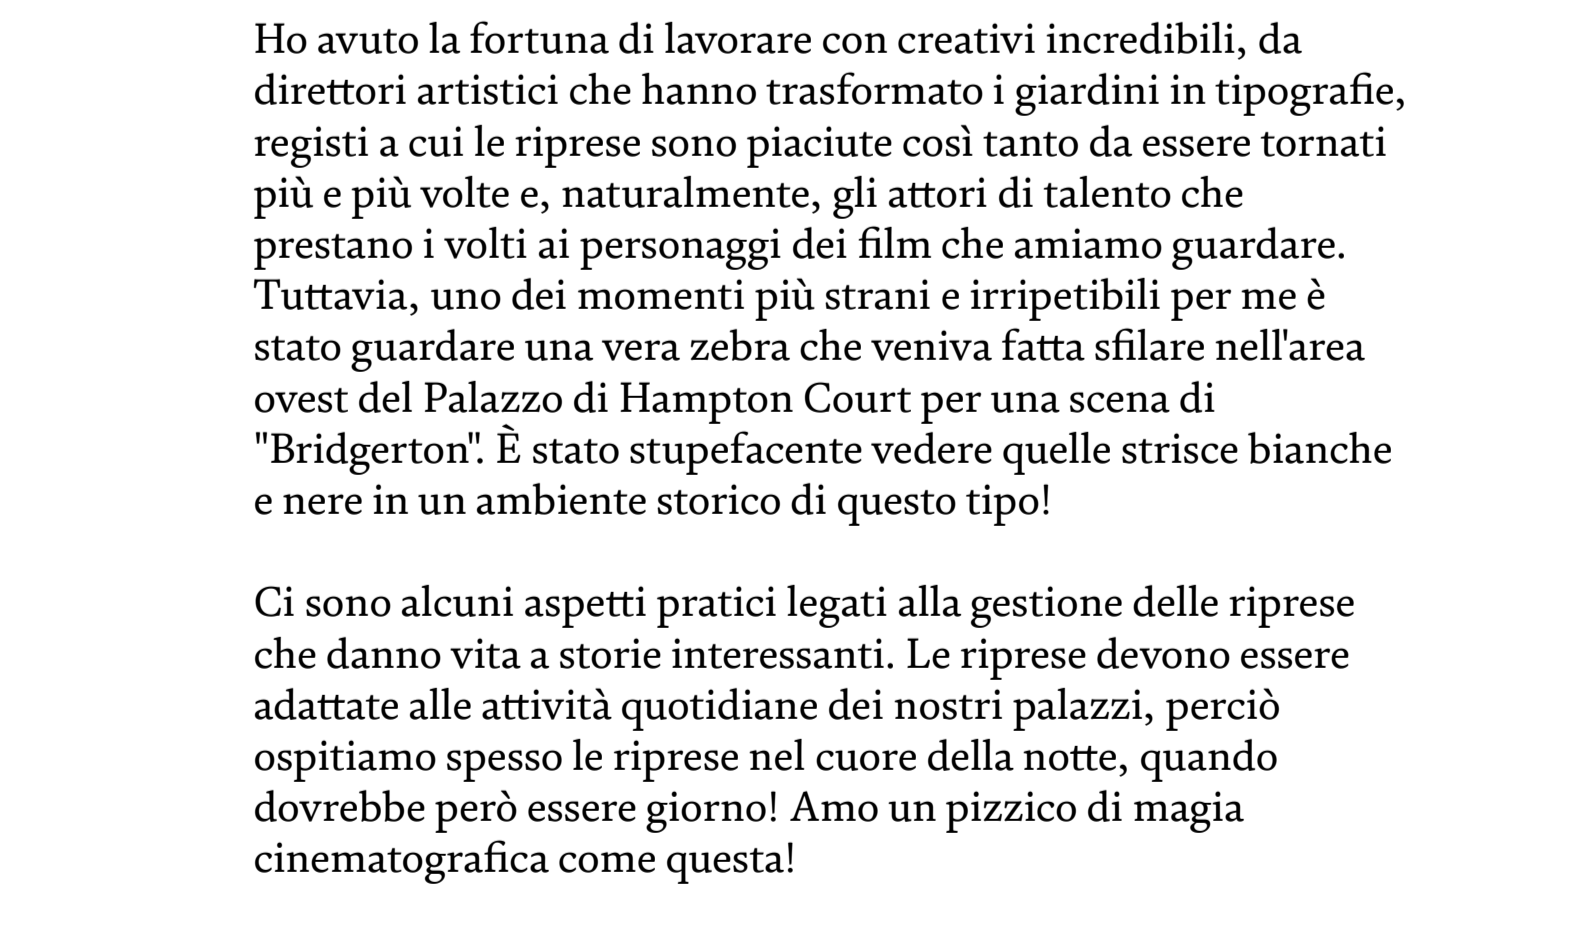 Ho avuto la fortuna di lavorare con creativi incredibili, da
direttori artistici che hanno trasformato i giardini in tipografie,
registi a cui le riprese sono piaciute così tanto da essere tornati
più e più volte e, naturalmente, gli attori di talento che
prestano i volti ai personaggi dei film che amiamo guardare.
Tuttavia, uno dei momenti più strani e irripetibili per me è
stato guardare una vera zebra che veniva fatta sfilare nell'area
ovest del Palazzo di Hampton Court per una scena di
"Bridgerton". È stato stupefacente vedere quelle strisce bianche
e nere in un ambiente storico di questo tipo!
Ci sono alcuni aspetti pratici legati alla gestione delle riprese
che danno vita a storie interessanti. Le riprese devono essere
adattate alle attività quotidiane dei nostri palazzi, perciò
ospitiamo spesso le riprese nel cuore della notte, quando
dovrebbe però essere giorno! Amo un pizzico di magia
cinematografica come questa!